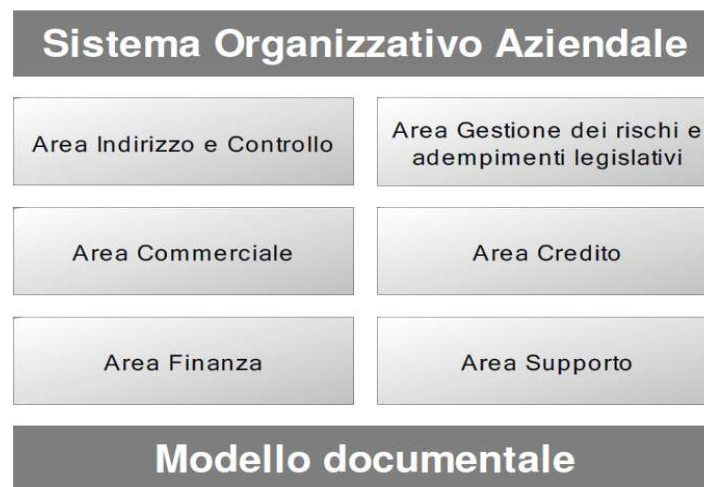 Sistema Organizzativo Aziendale
Area Indirizzo e Controllo
Area Gestione dei rischi e
adempimenti legislativi
Area Commerciale
Area Credito
Area Finanza
Area Supporto
Modello documentale